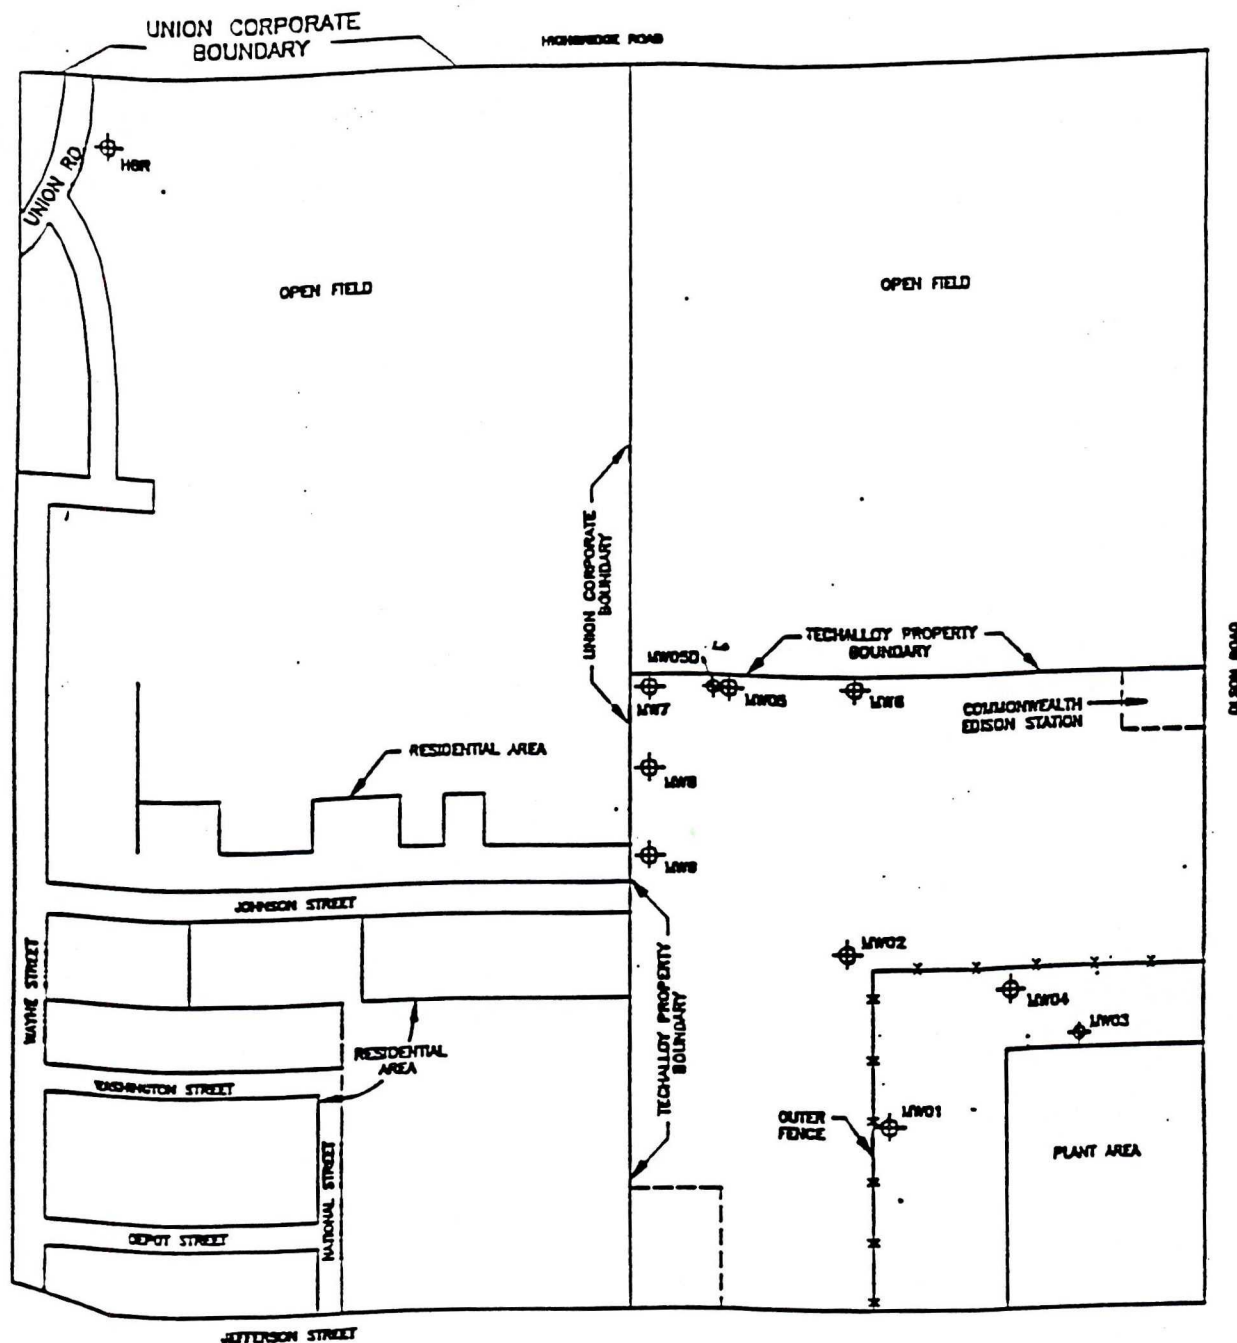 UNION CORPORATE
BOUNDARY
HIGHBRIDGE ROAD
UNION RD
HBR
OPEN FIELD
OPEN FIELD
UNION CORPORATE
BOUNDARY
TECHALLOY PROPERTY
BOUNDARY
MW05D
MW7
MW05
MW6
COMMONWEALTH
EDISON STATION
OLSON ROAD
RESIDENTIAL AREA
MW8
MW9
JOHNSON STREET
WAYNE STREET
TECHALLOY PROPERTY
BOUNDARY
MW02
MW04
MW03
RESIDENTIAL
AREA
WASHINGTON STREET
OUTER
FENCE
MW01
PLANT AREA
NATIONAL STREET
DEPOT STREET
JEFFERSON STREET